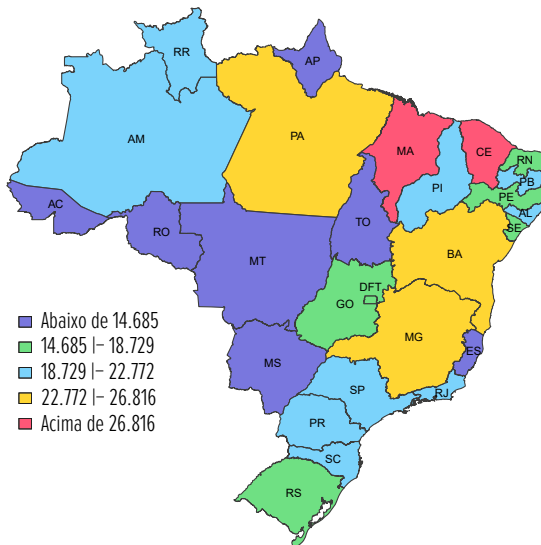 RR
AP
AM
PA
MA
CE
RN
PB
PI
PE
AL
SE
AC
RO
TO
MT
BA
DFT
GO
MG
ES
MS
SP
RJ
PR
SC
RS
Abaixo de 14.685
14.685 |– 18.729
18.729 |– 22.772
22.772 |– 26.816
Acima de 26.816